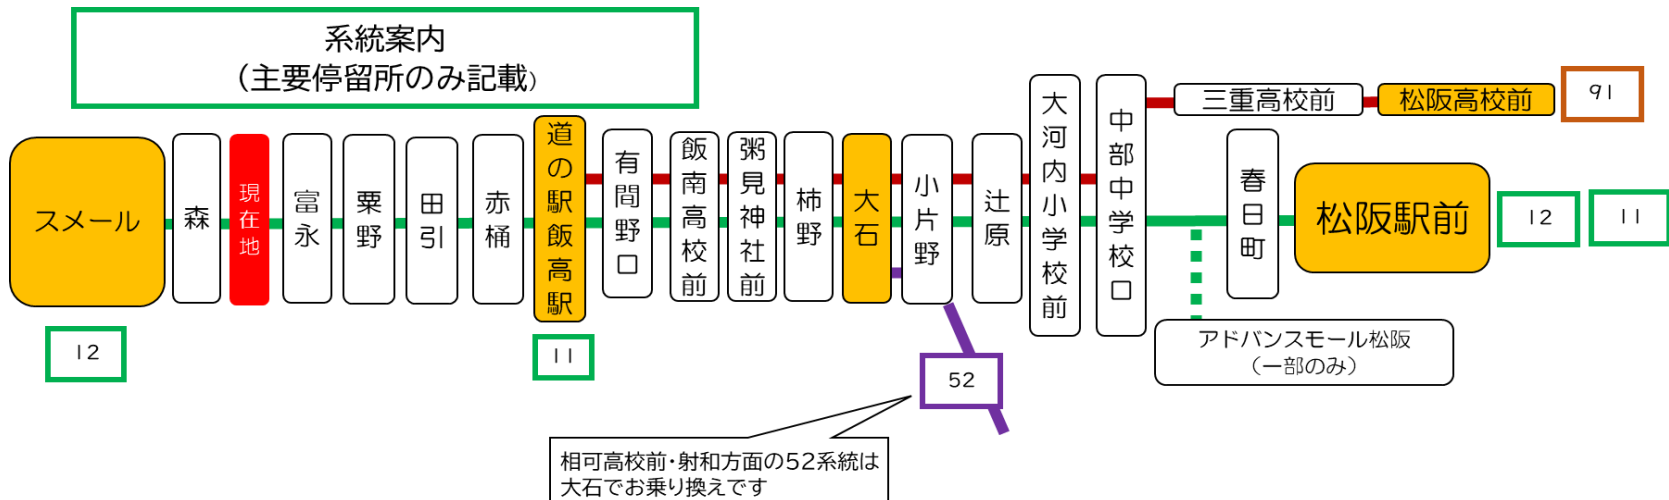 系統案内
（主要停留所のみ記載）
スメール
森
現在地
富永
粟野
田引
赤桶
道の駅飯高駅
有間野口
飯南高校前
粥見神社前
柿野
大石
小片野
辻原
大河内小学校前
中部中学校口
三重高校前
松阪高校前
91
春日町
松阪駅前
12
11
アドバンスモール松阪
（一部のみ）
12
11
52
相可高校前・射和方面の52系統は
大石でお乗り換えです